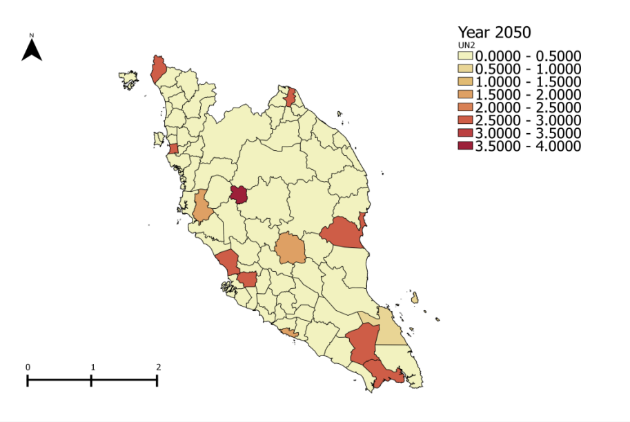 N
Year 2050
UN2
0.0000 - 0.5000
0.5000 - 1.0000
1.0000 - 1.5000
1.5000 - 2.0000
2.0000 - 2.5000
2.5000 - 3.0000
3.0000 - 3.5000
3.5000 - 4.0000
0 1 2